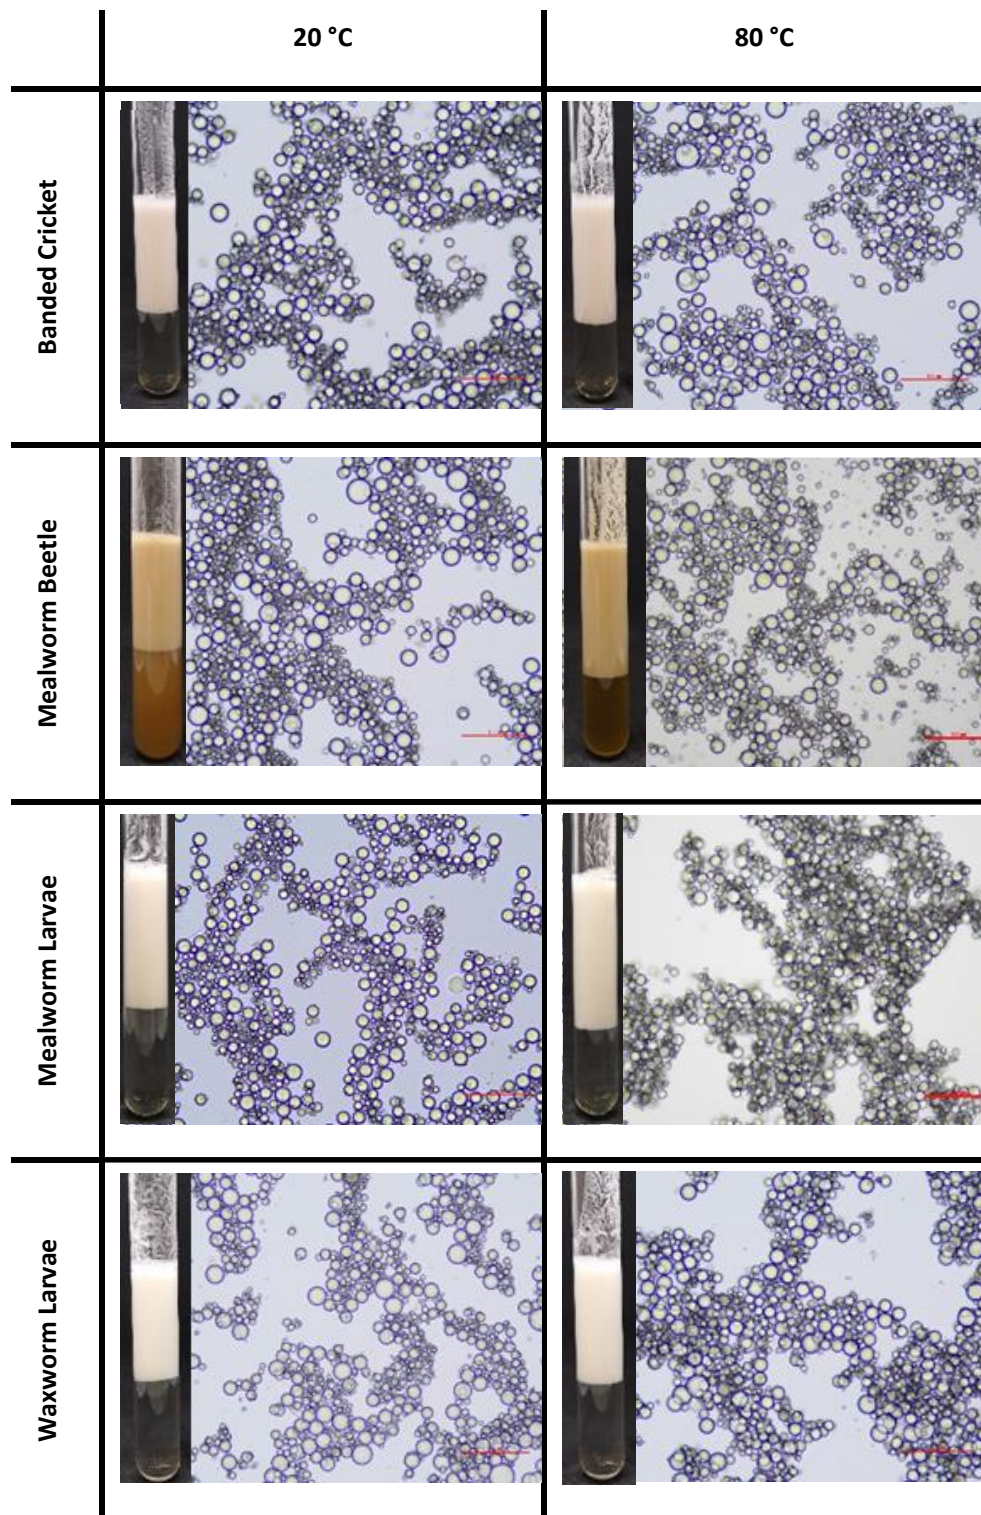 20 °C
80 °C
Banded Cricket
Mealworm Beetle
Mealworm Larvae
Waxworm Larvae